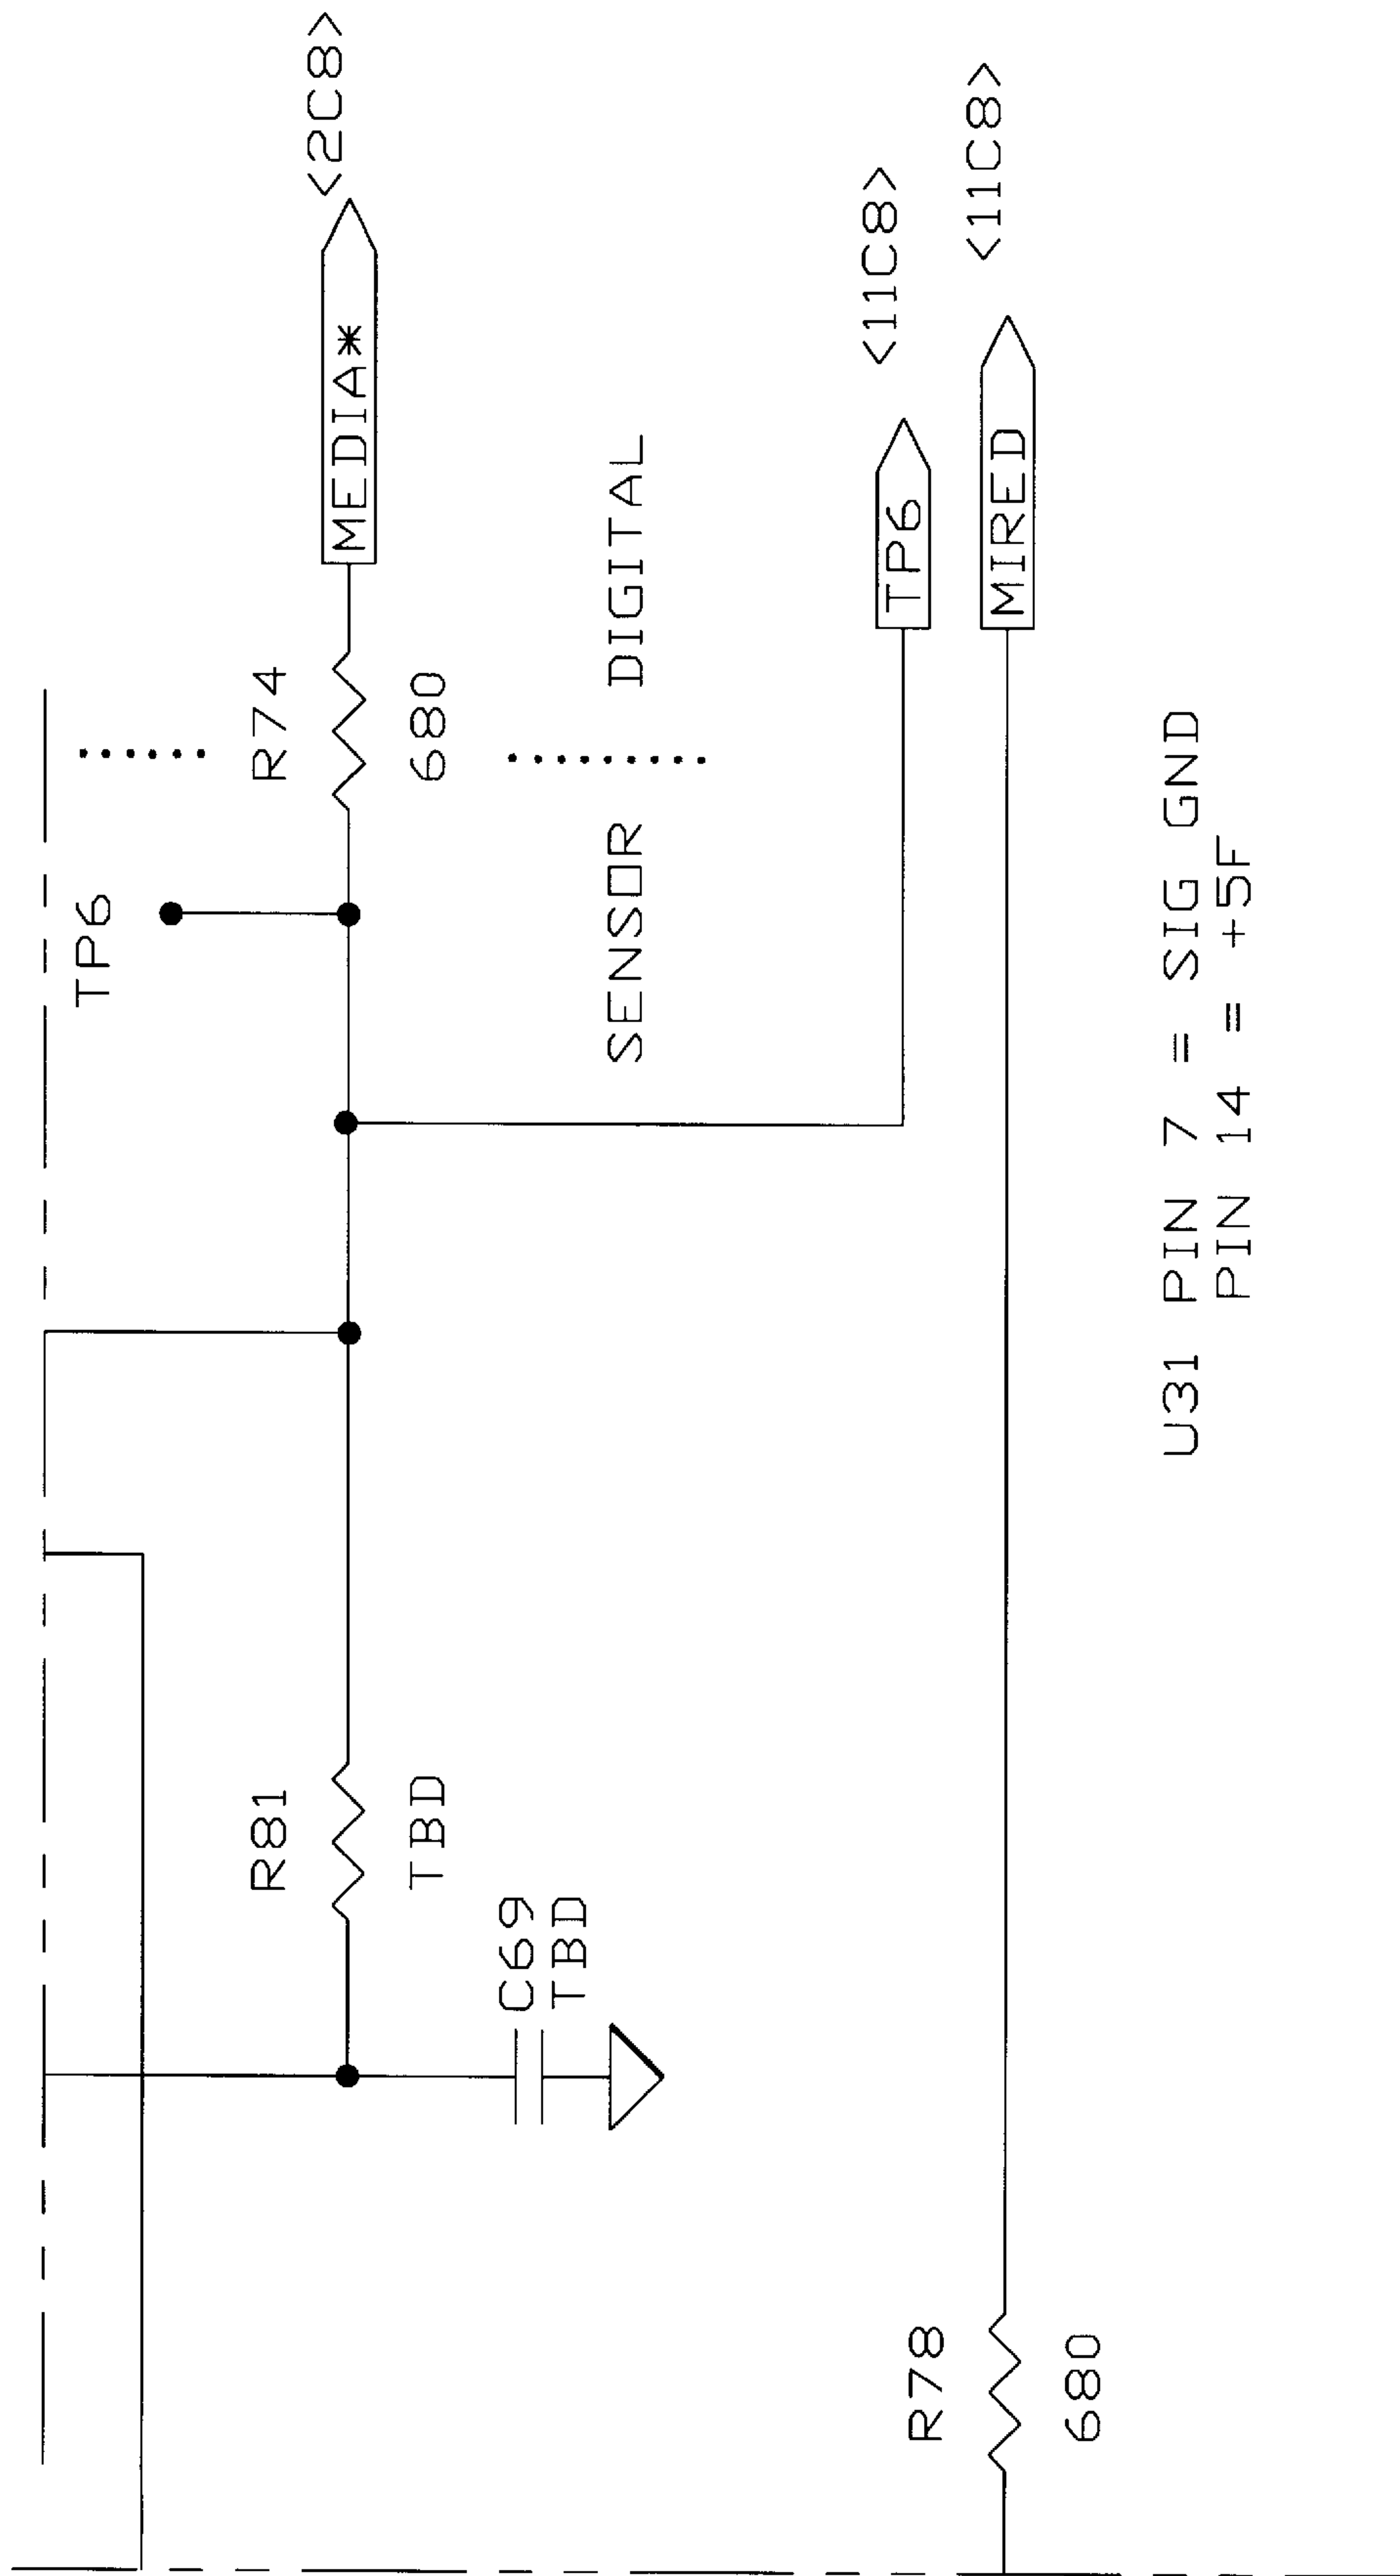 TP6
R81
R74
MEDIA*
<2C8>
TBD
680
C69
TBD
SENSOR DIGITAL
TP6
<11C8>
R78
MIRED
<11C8>
680
U31 PIN 7 = SIG GND
PIN 14 = +5F